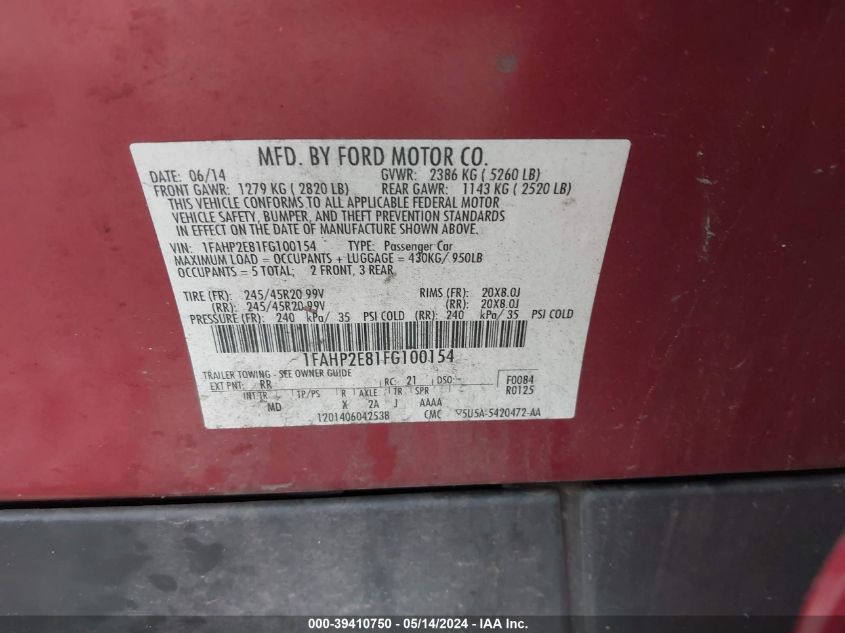 MFD. BY FORD MOTOR CO.
DATE: 06/14 GVWR: 2386 KG ( 5260 LB)
FRONT GAWR: 1279 KG ( 2820 LB) REAR GAWR: 1143 KG ( 2520 LB)
THIS VEHICLE CONFORMS TO ALL APPLICABLE FEDERAL MOTOR
VEHICLE SAFETY, BUMPER, AND THEFT PREVENTION STANDARDS
IN EFFECT ON THE DATE OF MANUFACTURE SHOWN ABOVE.
VIN: 1FAHP2E81FG100154 TYPE: Passenger Car
MAXIMUM LOAD = OCCUPANTS + LUGGAGE = 430KG/ 950LB
OCCUPANTS = 5 TOTAL; 2 FRONT, 3 REAR
TIRE (FR): 245/45R20 99V RIMS (FR): 20X8.0J
(RR): 245/45R20 99V (RR): 20X8.0J
PRESSURE (FR): 240 kPa/ 35 PSI COLD (RR): 240 kPa/ 35 PSI COLD
1FAHP2E81FG100154
TRAILER TOWING - SEE OWNER GUIDE
EXT PNT: RR RC: 21 DSO: F0084
INT TR TP/PS R AXLE TR SPR R0125
MD X 2A J AAAA
1201406042538 CMC 5U5A-5420472-AA
000-39410750 - 05/14/2024 - IAA Inc.